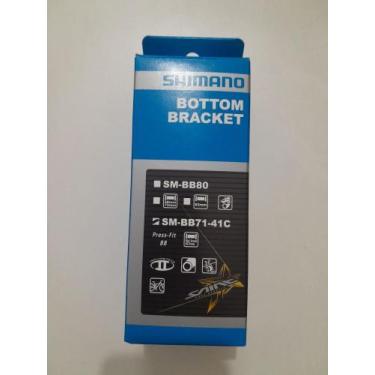 SHIMANO
BOTTOM
BRACKET
SM-BB80
SM-BB71-41C
Press-Fit
BB